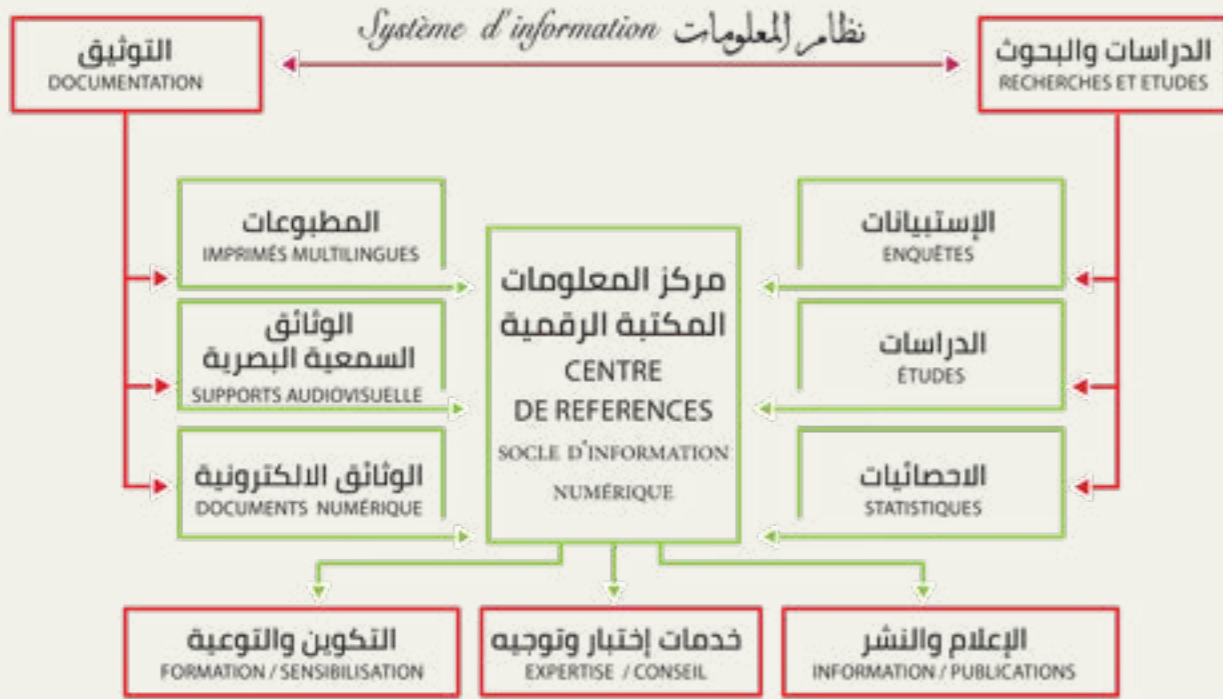 Système d'information نظام المعلومات
التوثيق
DOCUMENTATION
الدراسات والبحوث
RECHERCHES ET ETUDES
المطبوعات
IMPRIMÉS MULTILINGUES
الوثائق
السمعية البصرية
SUPPORTS AUDIOVISUELLE
الوثائق الالكترونية
DOCUMENTS NUMÉRIQUE
مركز المعلومات
المكتبة الرقمية
CENTRE
DE REFERENCES
SOCLE D'INFORMATION
NUMÉRIQUE
الإستبيانات
ENQUÊTES
الدراسات
ÉTUDES
الاحصائيات
STATISTIQUES
التكوين والتوعية
FORMATION / SENSIBILISATION
خدمات إختبار وتوجيه
EXPERTISE / CONSEIL
الإعلام والنشر
INFORMATION / PUBLICATIONS